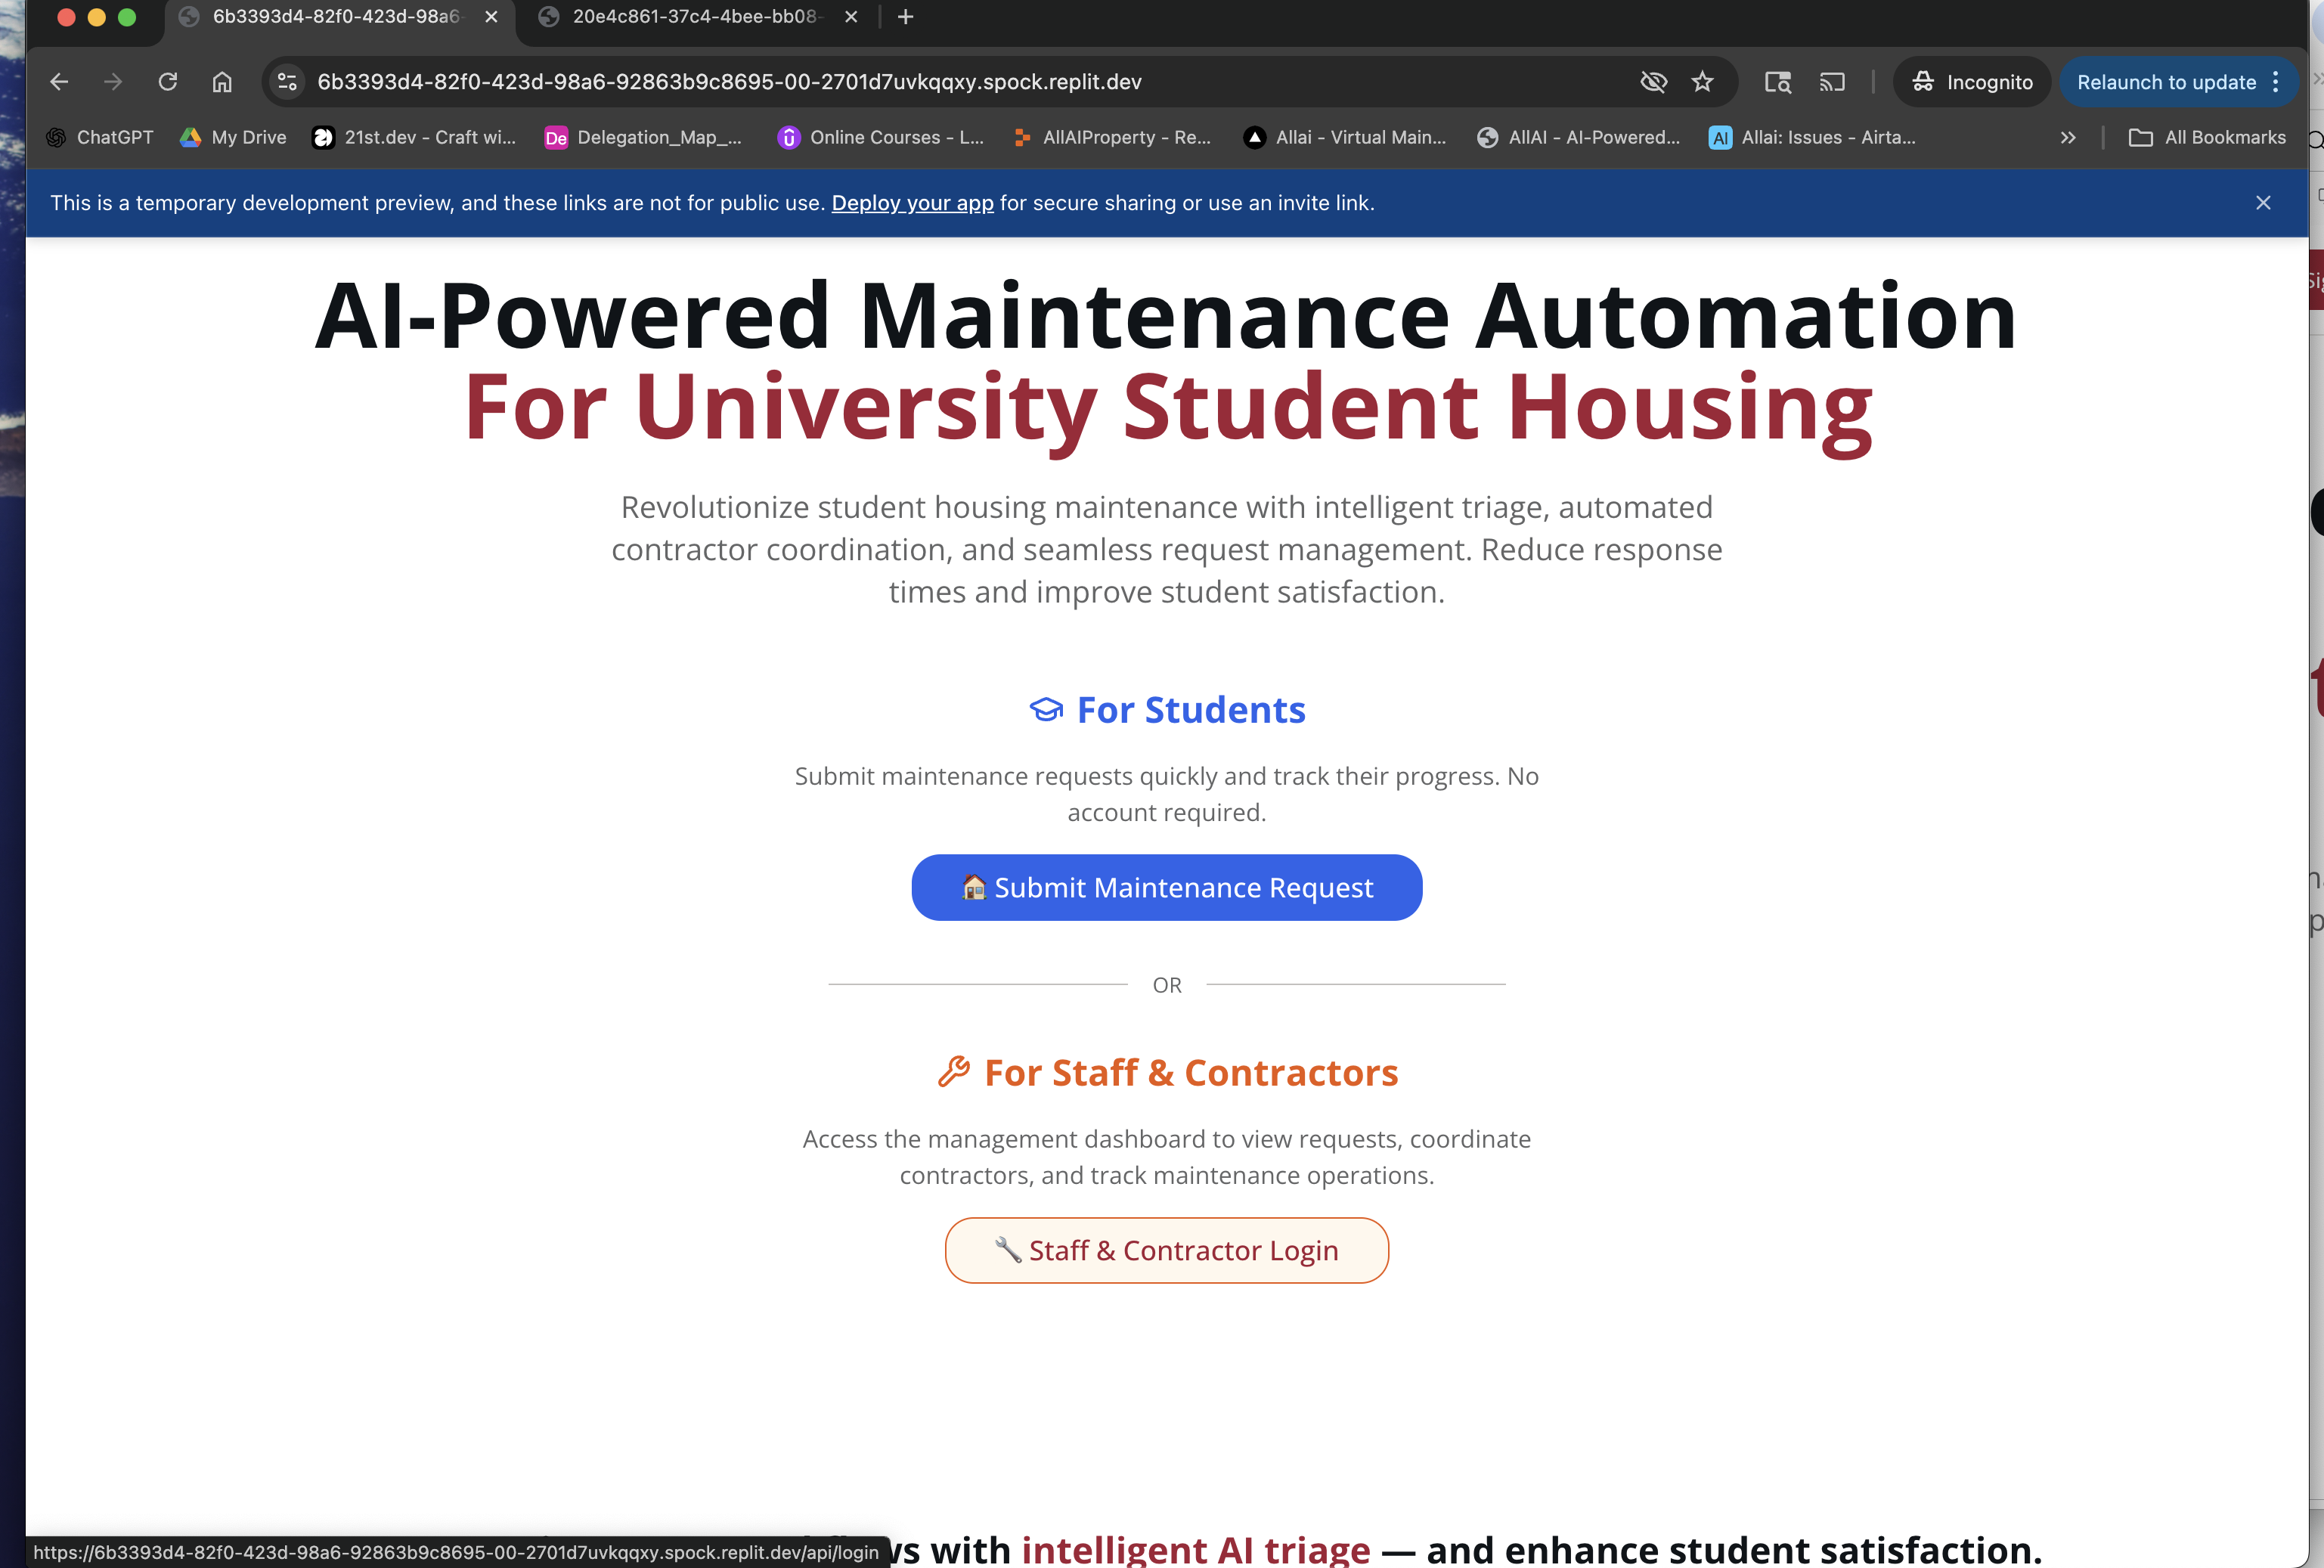 6b3393d4-82f0-423d-98a6-
20e4c861-37c4-4bee-bb08-
6b3393d4-82f0-423d-98a6-92863b9c8695-00-2701d7uvkqqxy.spock.replit.dev
Incognito
Relaunch to update
ChatGPT
My Drive
21st.dev - Craft wi...
De
Delegation_Map_...
Online Courses - L...
AllAIProperty - Re...
Allai - Virtual Main...
AllAI - AI-Powered...
AI
Allai: Issues - Airta...
All Bookmarks
This is a temporary development preview, and these links are not for public use. Deploy your app for secure sharing or use an invite link.
AI-Powered Maintenance Automation
For University Student Housing
Revolutionize student housing maintenance with intelligent triage, automated
contractor coordination, and seamless request management. Reduce response
times and improve student satisfaction.
For Students
Submit maintenance requests quickly and track their progress. No
account required.
Submit Maintenance Request
OR
For Staff & Contractors
Access the management dashboard to view requests, coordinate
contractors, and track maintenance operations.
Staff & Contractor Login
with intelligent AI triage — and enhance student satisfaction.
https://6b3393d4-82f0-423d-98a6-92863b9c8695-00-2701d7uvkqqxy.spock.replit.dev/api/login